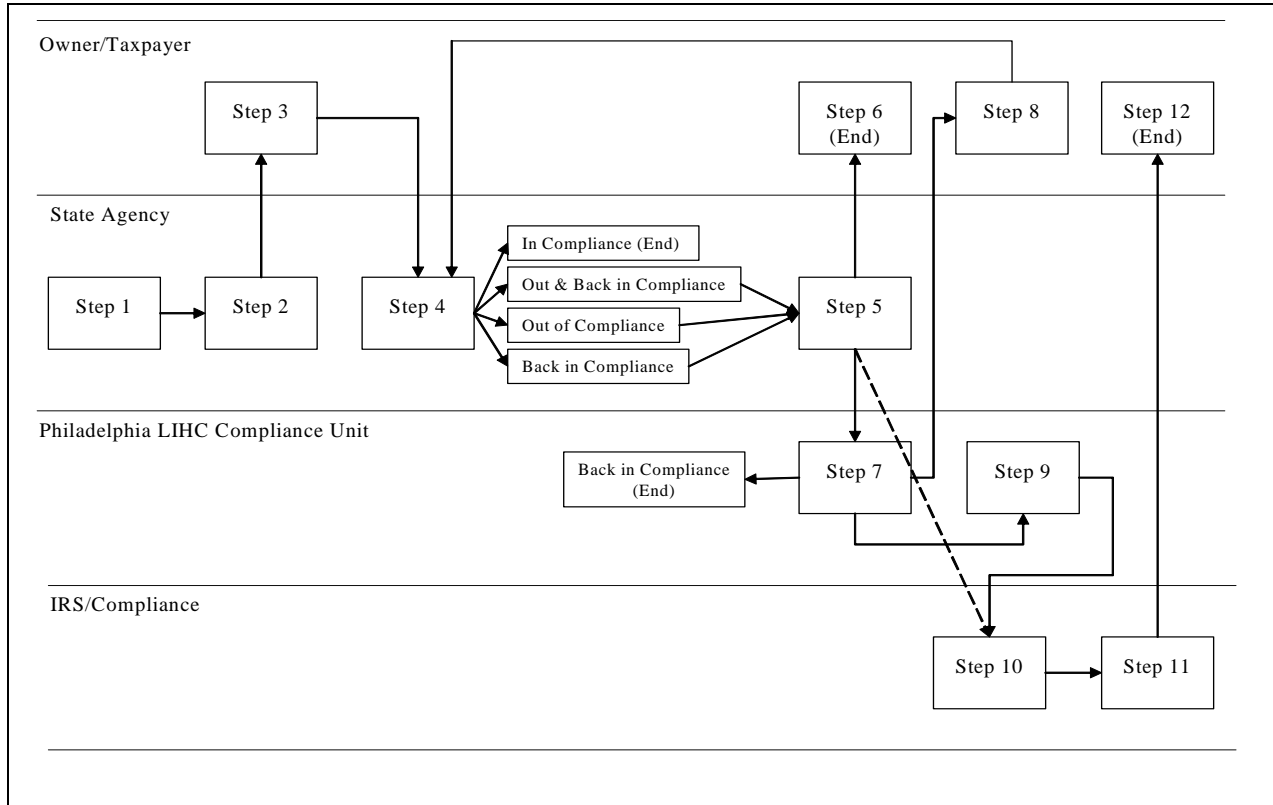 Owner/Taxpayer
Step 3
Step 6
(End)
Step 8
Step 12
(End)
State Agency
Step 1
Step 2
Step 4
In Compliance (End)
Out & Back in Compliance
Out of Compliance
Back in Compliance
Step 5
Philadelphia LIHC Compliance Unit
Back in Compliance
(End)
Step 7
Step 9
IRS/Compliance
Step 10
Step 11